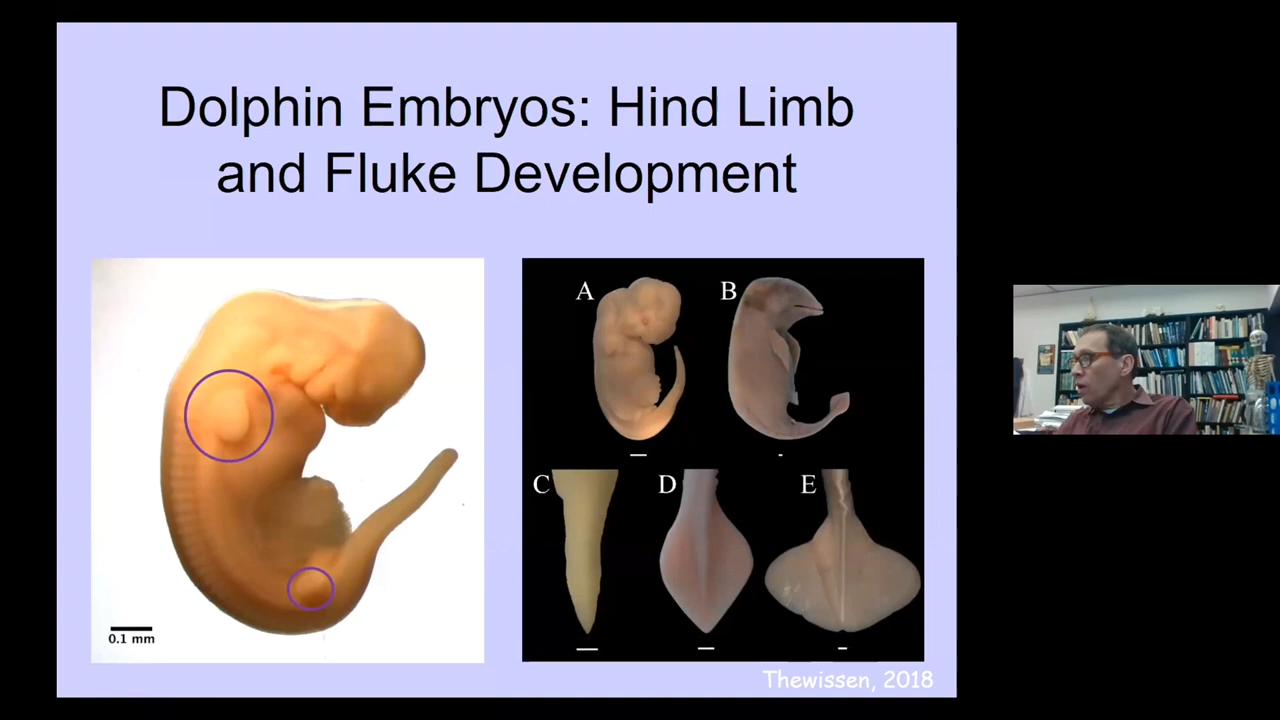 Dolphin Embryos: Hind Limb
and Fluke Development
0.1 mm
A
B
C
D
E
Thewissen, 2018